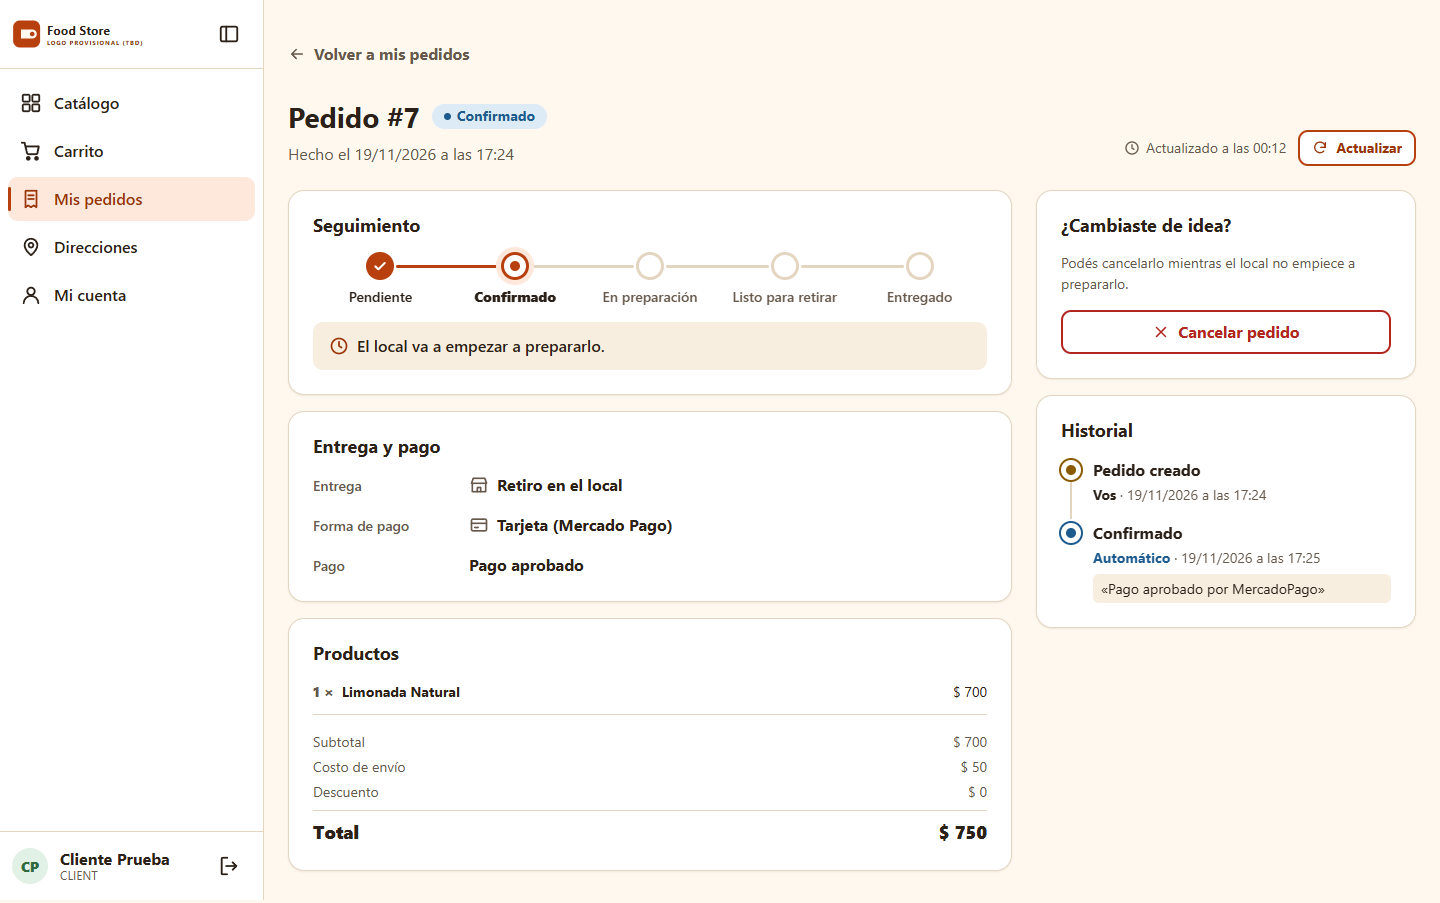 Food Store
LOGO PROVISIONAL (TBD)
Catálogo
Carrito
Mis pedidos
Direcciones
Mi cuenta
CP
Cliente Prueba
CLIENT
Volver a mis pedidos
Pedido #7
Confirmado
Hecho el 19/11/2026 a las 17:24
Actualizado a las 00:12
Actualizar
Seguimiento
Pendiente
Confirmado
En preparación
Listo para retirar
Entregado
El local va a empezar a prepararlo.
Entrega y pago
Entrega
Retiro en el local
Forma de pago
Tarjeta (Mercado Pago)
Pago
Pago aprobado
Productos
1 × Limonada Natural
$ 700
Subtotal
$ 700
Costo de envío
$ 50
Descuento
$ 0
Total
$ 750
¿Cambiaste de idea?
Podés cancelarlo mientras el local no empiece a
prepararlo.
Cancelar pedido
Historial
Pedido creado
Vos · 19/11/2026 a las 17:24
Confirmado
Automático · 19/11/2026 a las 17:25
«Pago aprobado por MercadoPago»